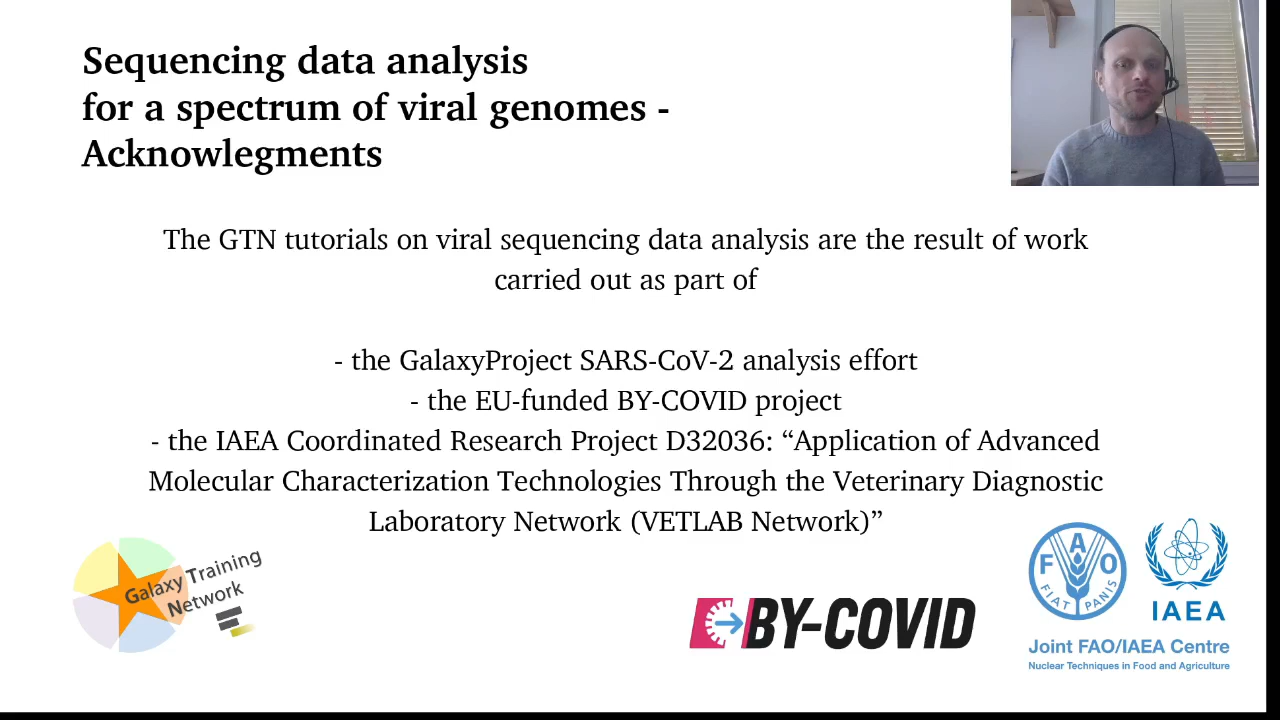 Sequencing data analysis
for a spectrum of viral genomes -
Acknowlegments
The GTN tutorials on viral sequencing data analysis are the result of work
carried out as part of
- the GalaxyProject SARS-CoV-2 analysis effort
- the EU-funded BY-COVID project
- the IAEA Coordinated Research Project D32036: “Application of Advanced
Molecular Characterization Technologies Through the Veterinary Diagnostic
Laboratory Network (VETLAB Network)”
Galaxy Training
Network
BY-COVID
FAO
FIAT PANIS
IAEA
Joint FAO/IAEA Centre
Nuclear Techniques in Food and Agriculture